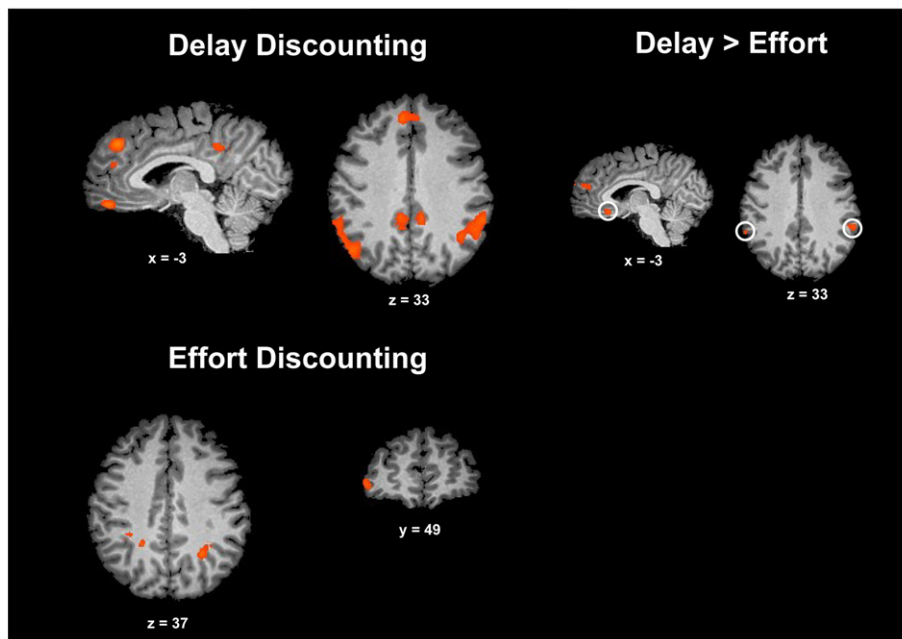 Delay Discounting
Delay > Effort
x = -3
z = 33
x = -3
z = 33
Effort Discounting
y = 49
z = 37